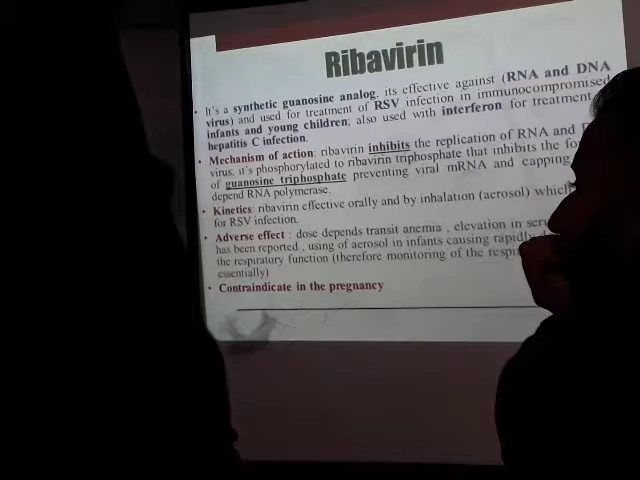 Ribavirin
• It's a synthetic guanosine analog, its effective against (RNA and DNA
virus) and used for treatment of RSV infection in immunocompromised
infants and young children; also used with interferon for treatment
hepatitis C infection.
• Mechanism of action: ribavirin inhibits the replication of RNA and
virus, it's phosphorylated to ribavirin triphosphate that inhibits the
of guanosine triphosphate preventing viral mRNA and capping
depend RNA polymerase.
• Kinetics: ribavirin effective orally and by inhalation (aerosol)
for RSV infection.
• Adverse effect : dose depends transit anemia , elevation in
has been reported , using of aerosol in infants causing
the respiratory function (therefore monitoring of the
essentially)
• Contraindicate in the pregnancy